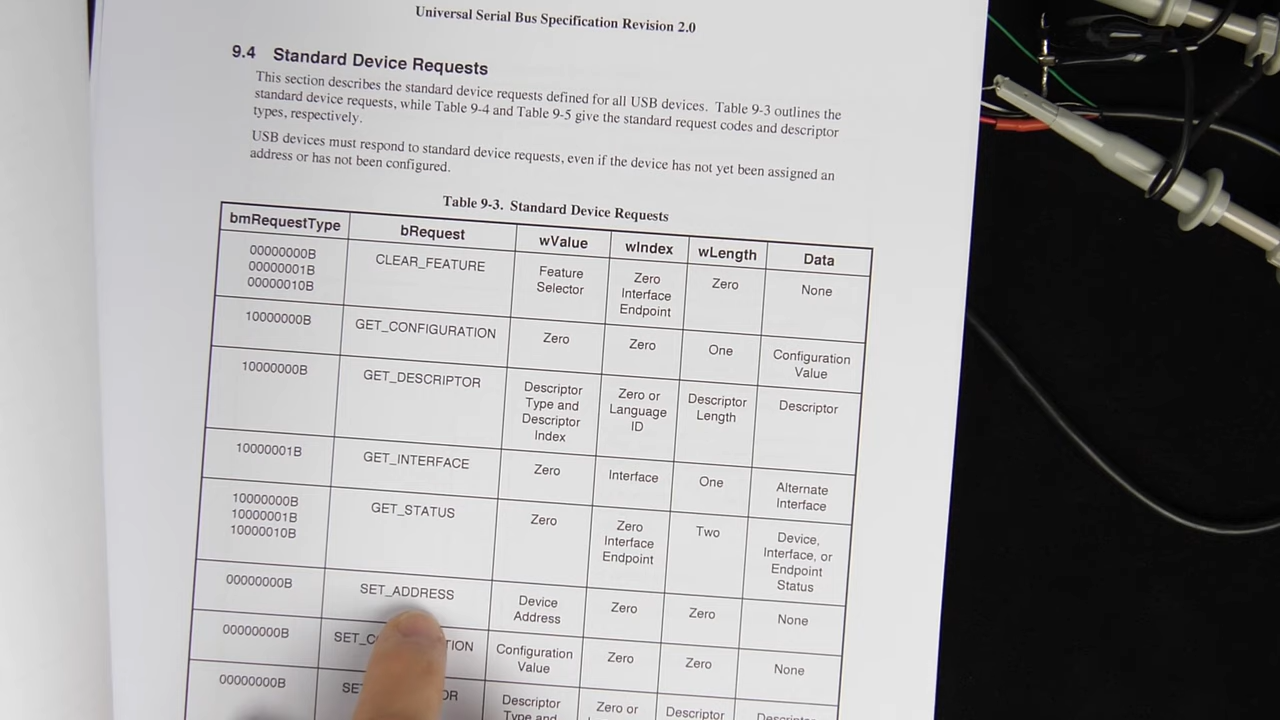 Universal Serial Bus Specification Revision 2.0
9.4 Standard Device Requests
This section describes the standard device requests defined for all USB devices. Table 9-3 outlines the
standard device requests, while Table 9-4 and Table 9-5 give the standard request codes and descriptor
types, respectively.
USB devices must respond to standard device requests, even if the device has not yet been assigned an
address or has not been configured.
Table 9-3. Standard Device Requests
bmRequestType bRequest wValue wIndex wLength Data
00000000B
00000001B
00000010B
CLEAR_FEATURE
Feature
Selector
Zero
Interface
Endpoint
Zero
None
10000000B
GET_CONFIGURATION
Zero
Zero
One
Configuration
Value
10000000B
GET_DESCRIPTOR
Descriptor
Type and
Descriptor
Index
Zero or
Language
ID
Descriptor
Length
Descriptor
10000001B
GET_INTERFACE
Zero
Interface
One
Alternate
Interface
10000000B
10000001B
10000010B
GET_STATUS
Zero
Zero
Interface
Endpoint
Two
Device,
Interface, or
Endpoint
Status
00000000B
SET_ADDRESS
Device
Address
Zero
Zero
None
00000000B
Configuration
Value
Zero
Zero
None
00000000B
Descriptor
Type and
Zero or
Descriptor